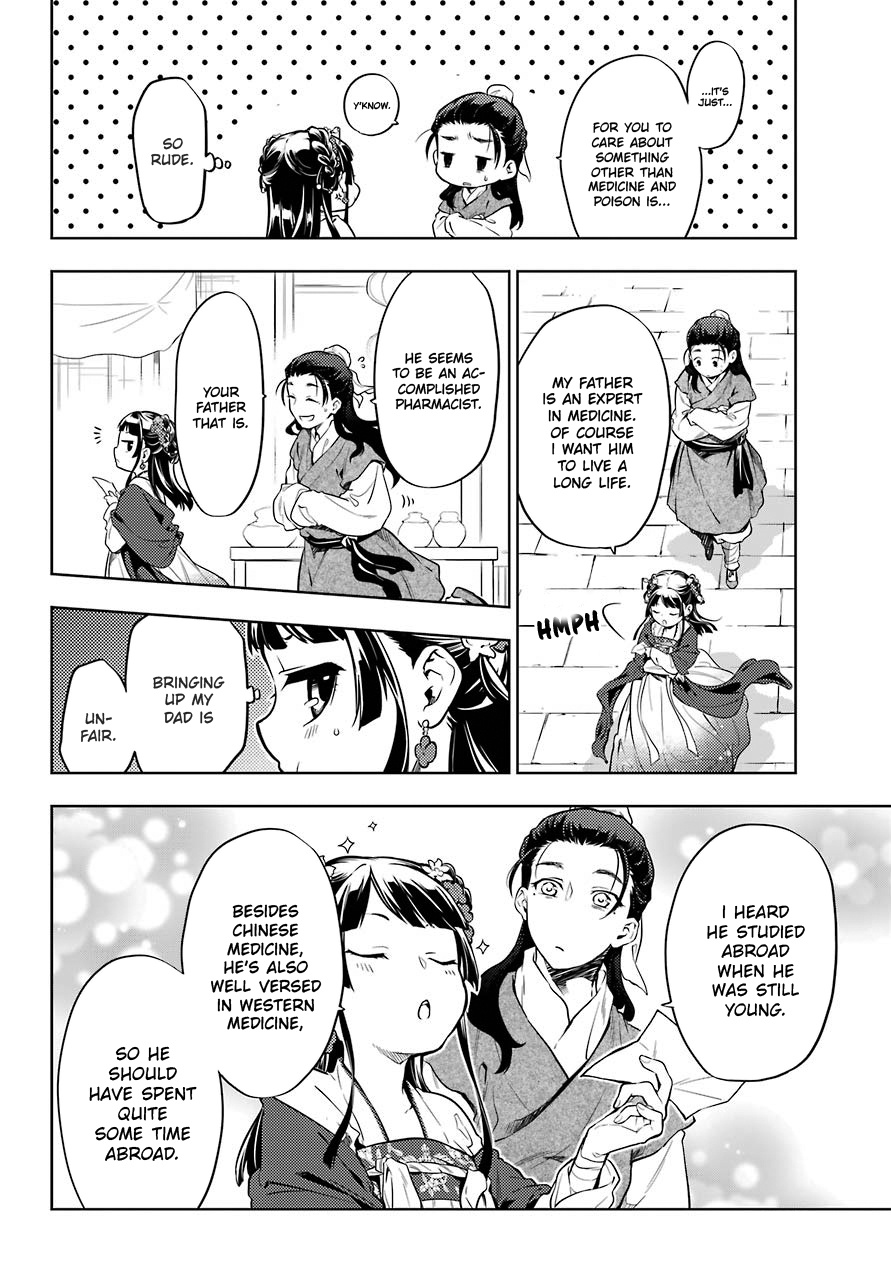 ...IT'S
JUST...
FOR YOU TO
CARE ABOUT
SOMETHING
OTHER THAN
MEDICINE AND
POISON IS...
Y'KNOW.
SO
RUDE.
MY FATHER
IS AN EXPERT
IN MEDICINE.
OF COURSE
I WANT HIM
TO LIVE A
LONG LIFE.
HMPH
HE SEEMS
TO BE AN AC-
COMPLISHED
PHARMACIST.
YOUR
FATHER
THAT IS.
BRINGING
UP MY
DAD IS
UN-
FAIR.
I HEARD
HE STUDIED
ABROAD
WHEN HE
WAS STILL
YOUNG.
BESIDES
CHINESE
MEDICINE,
HE'S ALSO
WELL VERSED
IN WESTERN
MEDICINE,
SO HE
SHOULD
HAVE SPENT
QUITE
SOME TIME
ABROAD.